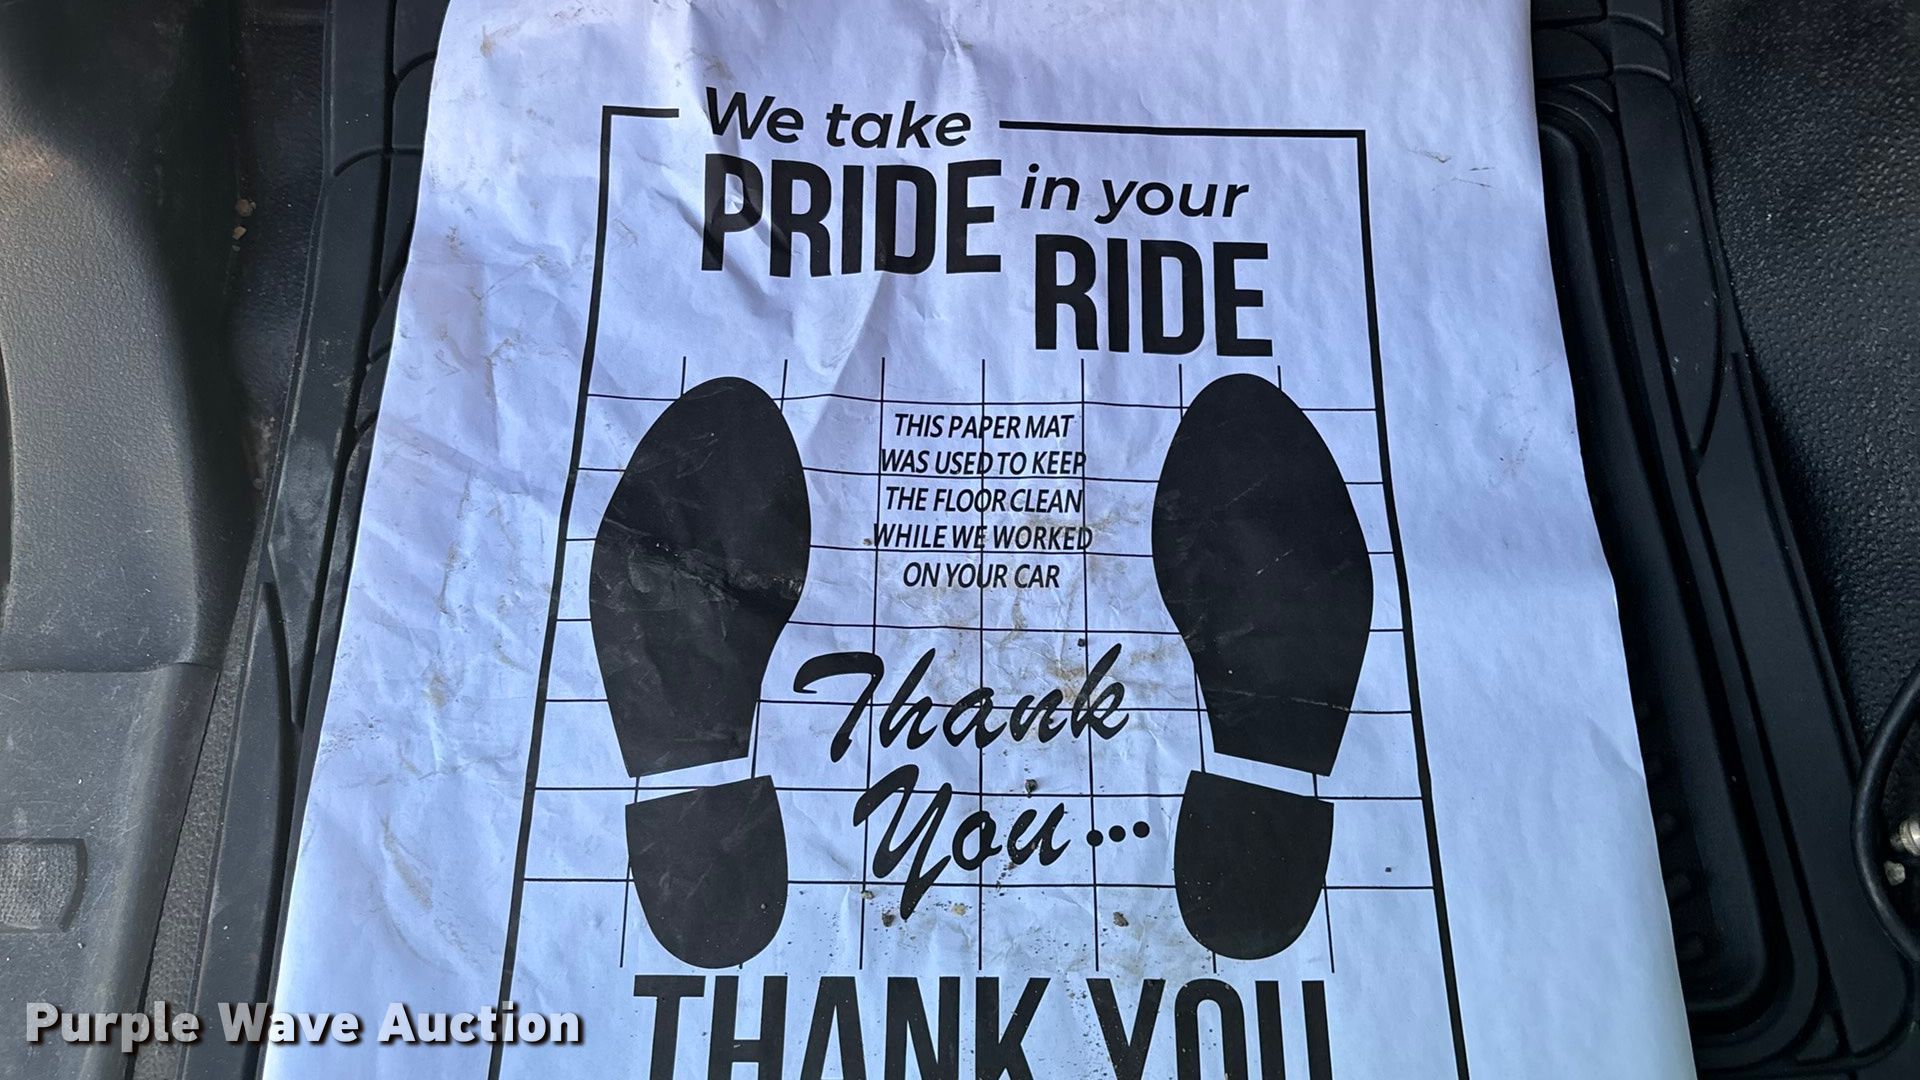 We take
PRIDE in your
RIDE
THIS PAPER MAT
WAS USED TO KEEP
THE FLOOR CLEAN
WHILE WE WORKED
ON YOUR CAR
Thank
You...
THANK YOU
Purple Wave Auction